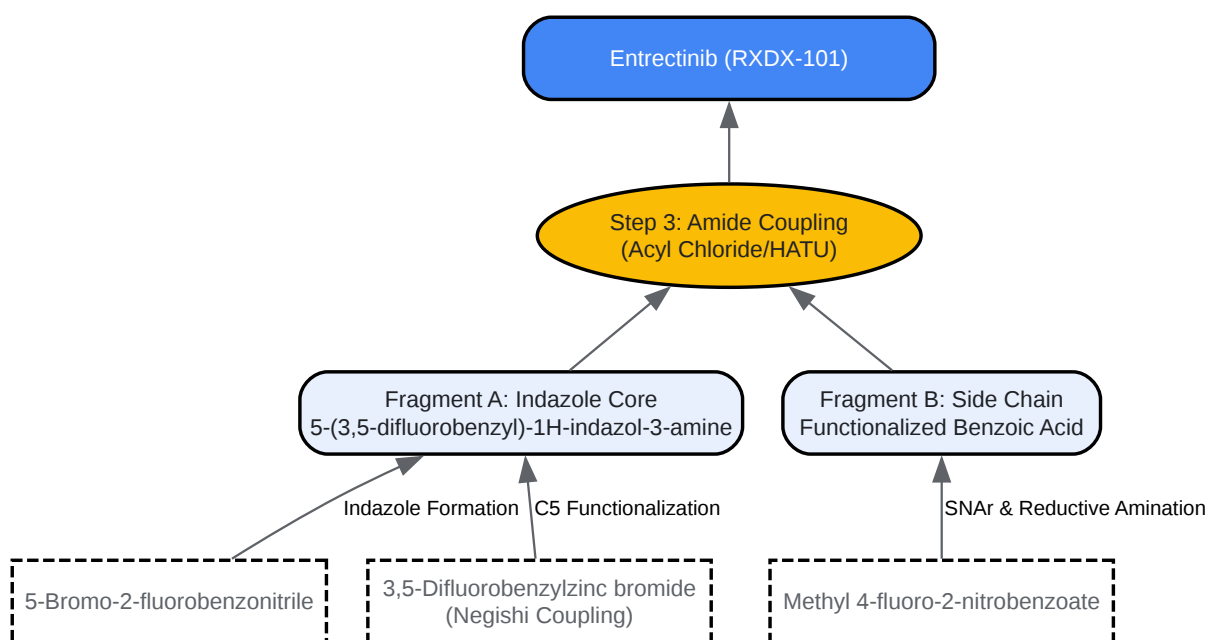 Entrectinib (RXDX-101)
Step 3: Amide Coupling
(Acyl Chloride/HATU)
Fragment A: Indazole Core
5-(3,5-difluorobenzyl)-1H-indazol-3-amine
Fragment B: Side Chain
Functionalized Benzoic Acid
Indazole Formation
C5 Functionalization
SNAr & Reductive Amination
5-Bromo-2-fluorobenzonitrile
3,5-Difluorobenzylzinc bromide
(Negishi Coupling)
Methyl 4-fluoro-2-nitrobenzoate